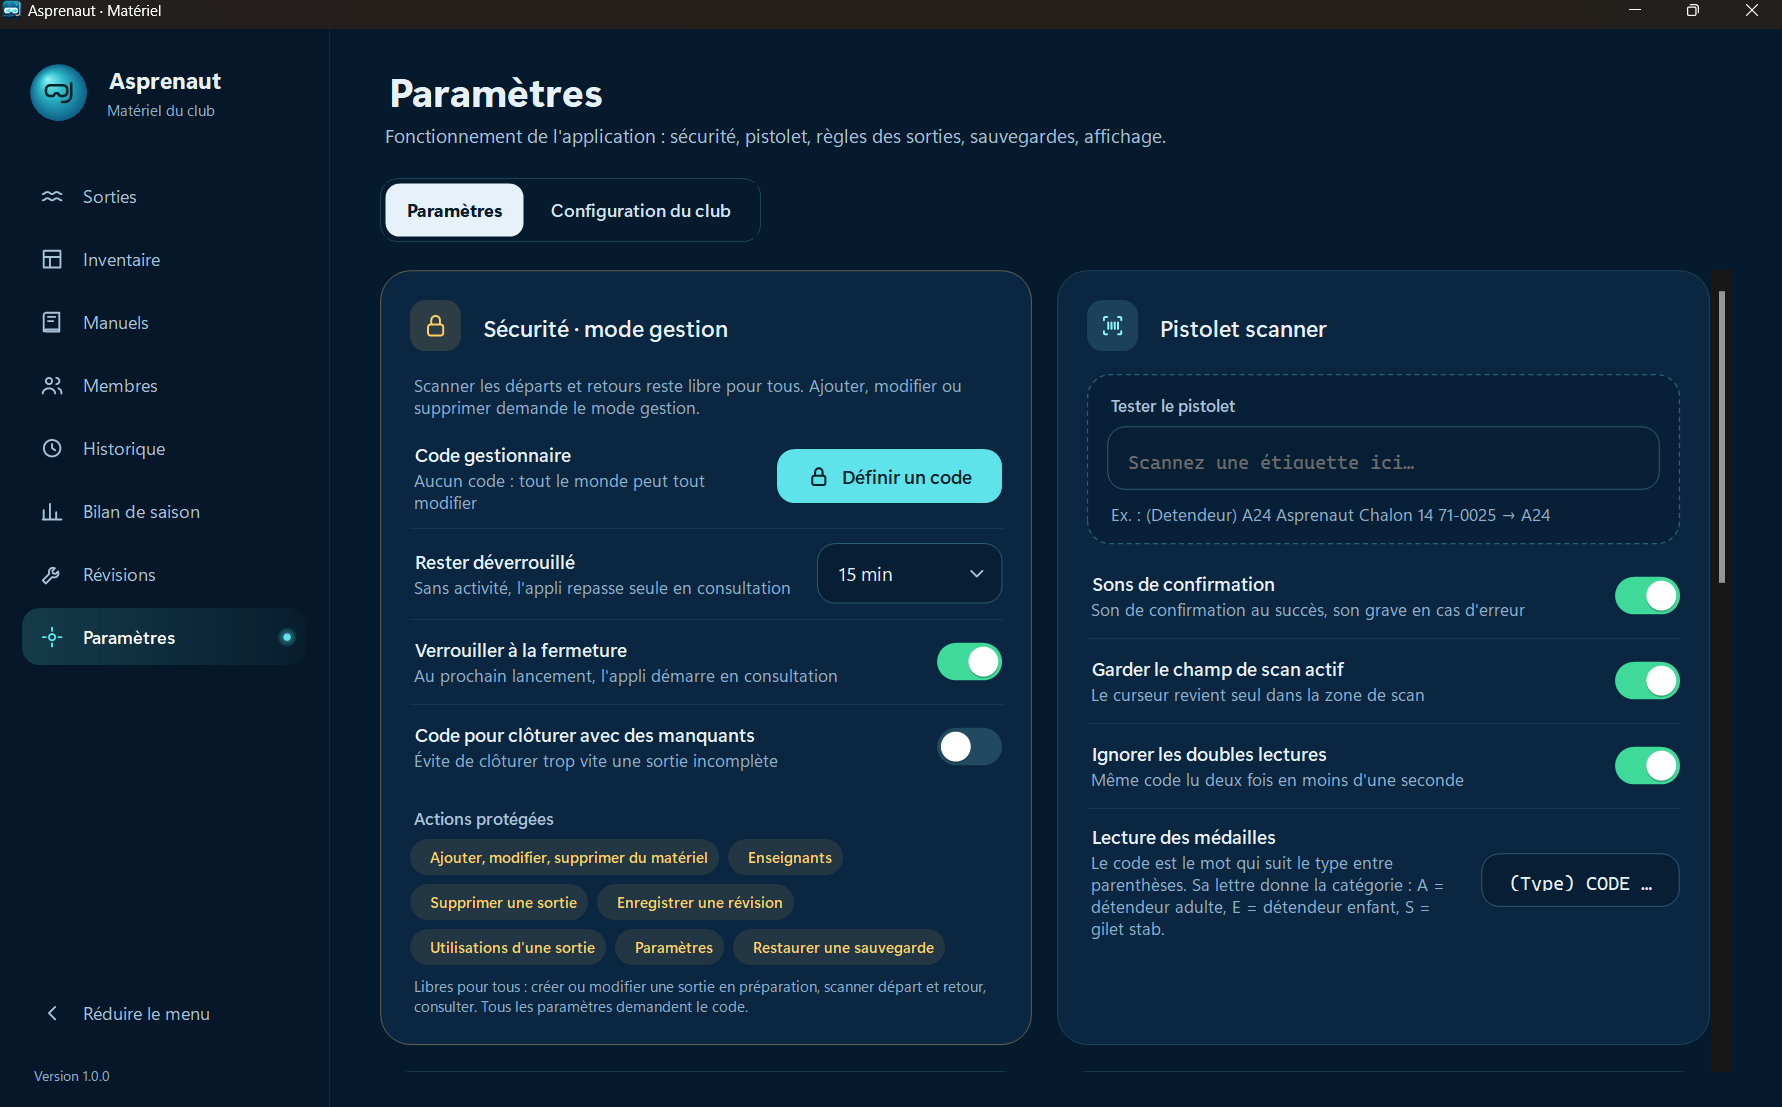 Asprenaut · Matériel
Asprenaut
Matériel du club
Sorties
Inventaire
Manuels
Membres
Historique
Bilan de saison
Révisions
Paramètres
Réduire le menu
Version 1.0.0
Paramètres
Fonctionnement de l'application : sécurité, pistolet, règles des sorties, sauvegardes, affichage.
Paramètres
Configuration du club
Sécurité · mode gestion
Scanner les départs et retours reste libre pour tous. Ajouter, modifier ou
supprimer demande le mode gestion.
Code gestionnaire
Aucun code : tout le monde peut tout
modifier
Définir un code
Rester déverrouillé
Sans activité, l'appli repasse seule en consultation
15 min
Verrouiller à la fermeture
Au prochain lancement, l'appli démarre en consultation
Code pour clôturer avec des manquants
Évite de clôturer trop vite une sortie incomplète
Actions protégées
Ajouter, modifier, supprimer du matériel
Enseignants
Supprimer une sortie
Enregistrer une révision
Utilisations d'une sortie
Paramètres
Restaurer une sauvegarde
Libres pour tous : créer ou modifier une sortie en préparation, scanner départ et retour,
consulter. Tous les paramètres demandent le code.
Pistolet scanner
Tester le pistolet
Scannez une étiquette ici…
Ex. : (Detendeur) A24 Asprenaut Chalon 14 71-0025 → A24
Sons de confirmation
Son de confirmation au succès, son grave en cas d'erreur
Garder le champ de scan actif
Le curseur revient seul dans la zone de scan
Ignorer les doubles lectures
Même code lu deux fois en moins d'une seconde
Lecture des médailles
Le code est le mot qui suit le type entre
parenthèses. Sa lettre donne la catégorie : A =
détendeur adulte, E = détendeur enfant, S =
gilet stab.
(Type) CODE …